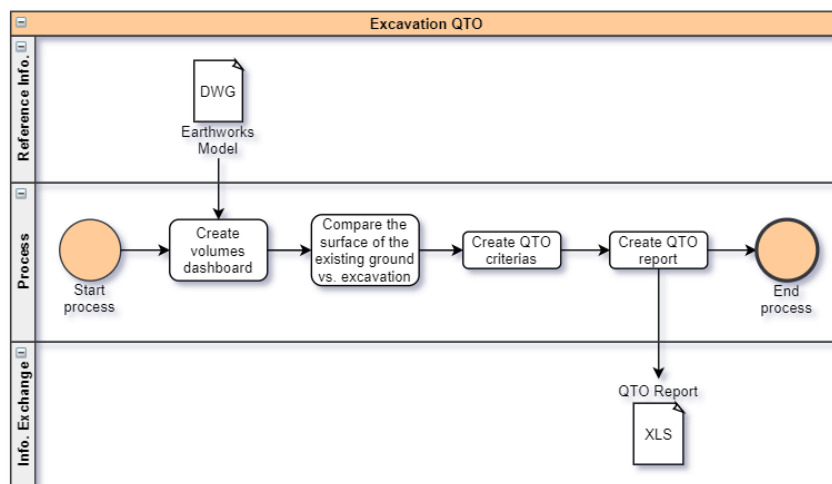 Excavation QTO
Reference Info.
DWG
Earthworks
Model
Process
Start
process
Create
volumes
dashboard
Compare the
surface of the
existing ground
vs. excavation
Create QTO
criterias
Create QTO
report
End
process
Info. Exchange
QTO Report
XLS